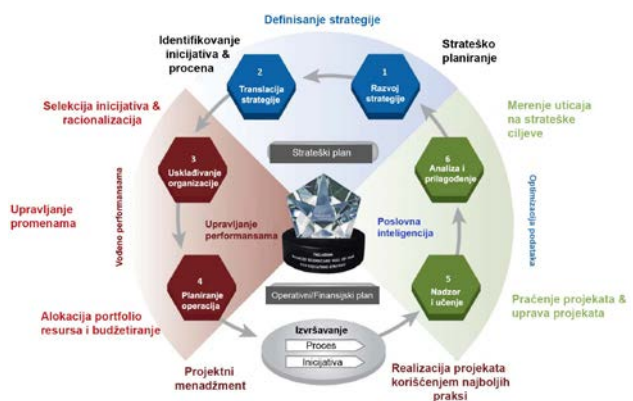 Definisanje strategije
Identifikovanje
inicijativa &
procena
Strateško
planiranje
1
Razvoj
strategije
2
Translacija
strategije
Selekcija inicijativa &
racionalizacija
Merenje uticaja
na strateške
ciljeve
3
Usklađivanje
organizacije
Strateški plan
6
Analiza i
prilagođenje
Upravljanje
promenama
Vođeno performansama
Upravljanje
performansama
Poslovna
inteligencija
Optimizacija podataka
4
Planiranje
operacija
Operativni/Finansijski plan
5
Nadzor
i učenje
Alokacija portfolio
resursa i budžetiranje
Izvršavanje
Proces
Inicijativa
Pračenje projekata &
uprava projekata
Projektni
menadžment
Realizacija projekata
korišćenjem najboljih
praksi